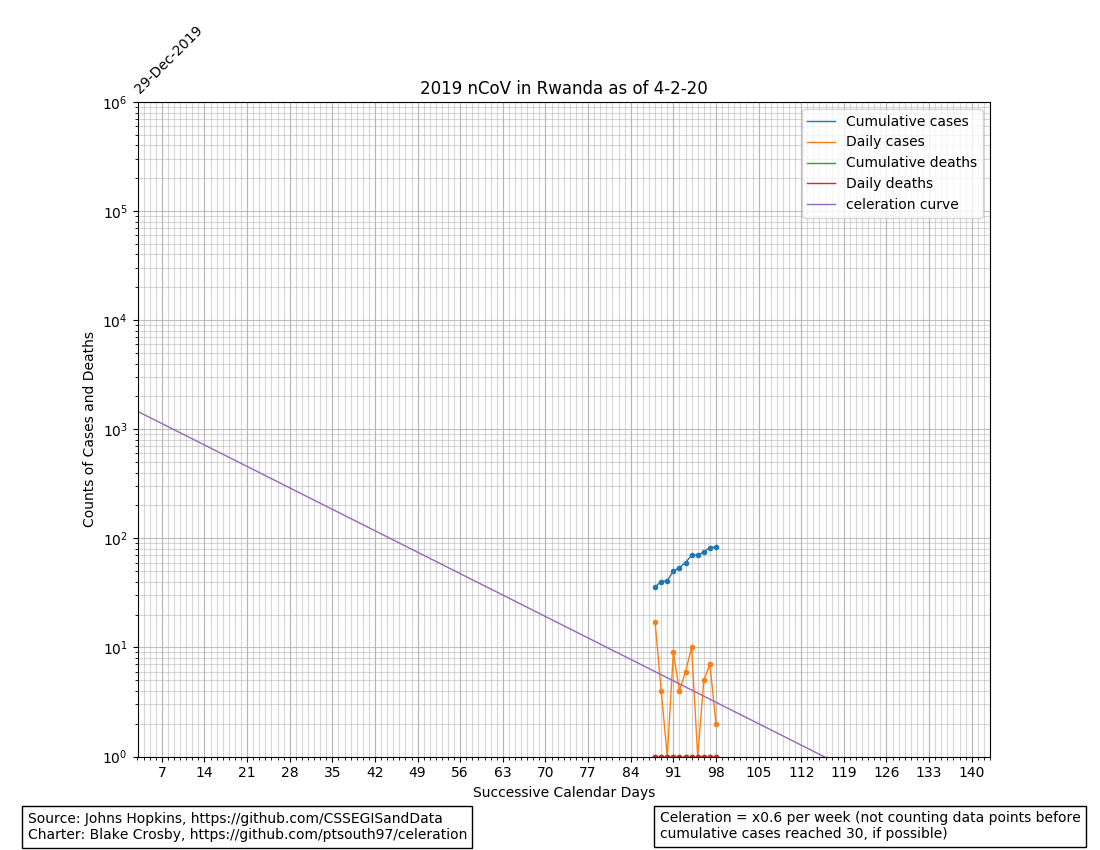 29-Dec-2019
2019 nCoV in Rwanda as of 4-2-20
Counts of Cases and Deaths
10^6
10^5
10^4
10^3
10^2
10^1
10^0
Cumulative cases
Daily cases
Cumulative deaths
Daily deaths
celeration curve
7 14 21 28 35 42 49 56 63 70 77 84 91 98 105 112 119 126 133 140
Successive Calendar Days
Source: Johns Hopkins, https://github.com/CSSEGISandData
Charter: Blake Crosby, https://github.com/ptsouth97/celeration
Celeration = x0.6 per week (not counting data points before
cumulative cases reached 30, if possible)